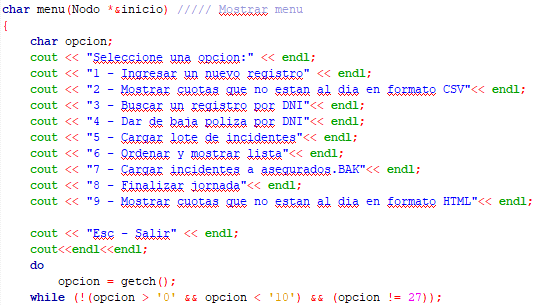 char menu(Nodo *&inicio) ///// Mostrar menu
{
    char opcion;
    cout << "Seleccione una opcion:" << endl;
    cout << "1 - Ingresar un nuevo registro" << endl;
    cout << "2 - Mostrar cuotas que no estan al dia en formato CSV"<< endl;
    cout << "3 - Buscar un registro por DNI"<< endl;
    cout << "4 - Dar de baja poliza por DNI"<< endl;
    cout << "5 - Cargar lote de incidentes"<< endl;
    cout << "6 - Ordenar y mostrar lista"<< endl;
    cout << "7 - Cargar incidentes a asegurados.BAK"<< endl;
    cout << "8 - Finalizar jornada"<< endl;
    cout << "9 - Mostrar cuotas que no estan al dia en formato HTML"<< endl;
    cout << "Esc - Salir" << endl;
    cout<<endl<<endl;
    do
        opcion = getch();
    while (!(opcion > '0' && opcion < '10') && (opcion != 27));